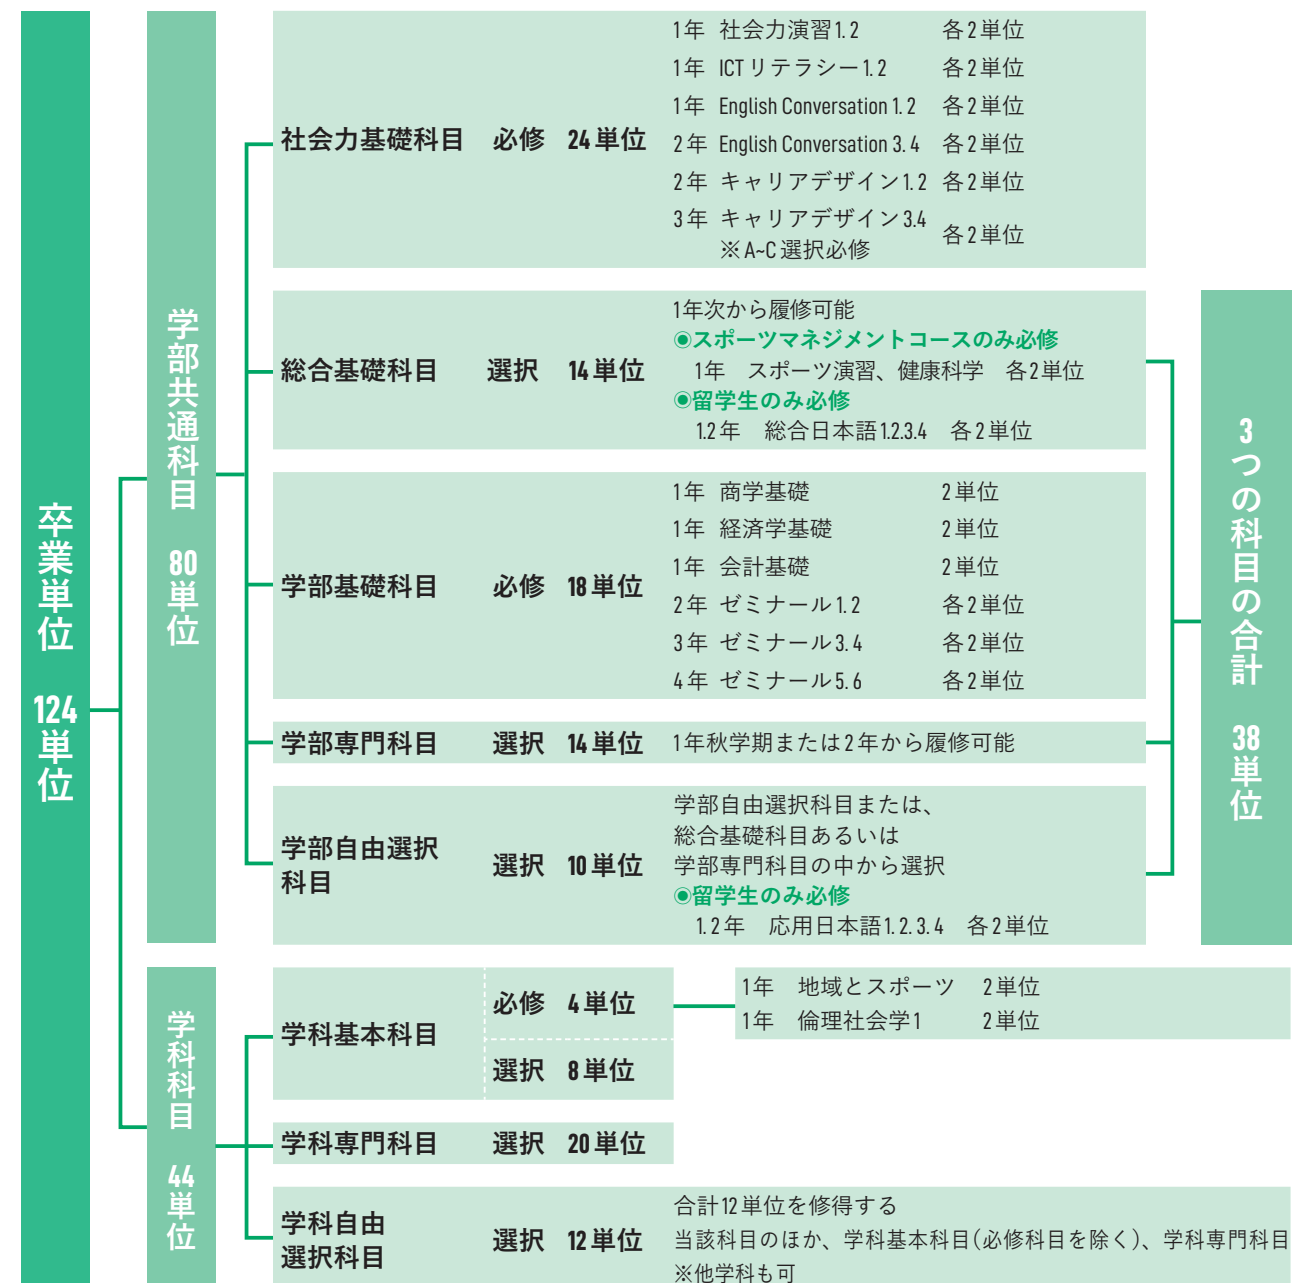 卒業単位 124単位
学部共通科目 80単位
社会力基礎科目 必修 24単位
1年 社会力演習1.2 各2単位
1年 ICTリテラシー1.2 各2単位
1年 English Conversation 1.2 各2単位
2年 English Conversation 3.4 各2単位
2年 キャリアデザイン1.2 各2単位
3年 キャリアデザイン3.4 各2単位
※A~C選択必修
総合基礎科目 選択 14単位
1年次から履修可能
◉スポーツマネジメントコースのみ必修
1年 スポーツ演習、健康科学 各2単位
◉留学生のみ必修
1.2年 総合日本語1.2.3.4 各2単位
学部基礎科目 必修 18単位
1年 商学基礎 2単位
1年 経済学基礎 2単位
1年 会計基礎 2単位
2年 ゼミナール1.2 各2単位
3年 ゼミナール3.4 各2単位
4年 ゼミナール5.6 各2単位
学部専門科目 選択 14単位
1年秋学期または2年から履修可能
学部自由選択
科目
選択 10単位
学部自由選択科目または、
総合基礎科目あるいは
学部専門科目の中から選択
◉留学生のみ必修
1.2年 応用日本語1.2.3.4 各2単位
3つの科目の合計 38単位
学科科目 44単位
学科基本科目
必修 4単位
1年 地域とスポーツ 2単位
1年 倫理社会学1 2単位
選択 8単位
学科専門科目 選択 20単位
学科自由
選択科目
選択 12単位
合計12単位を修得する
当該科目のほか、学科基本科目(必修科目を除く)、学科専門科目
※他学科も可